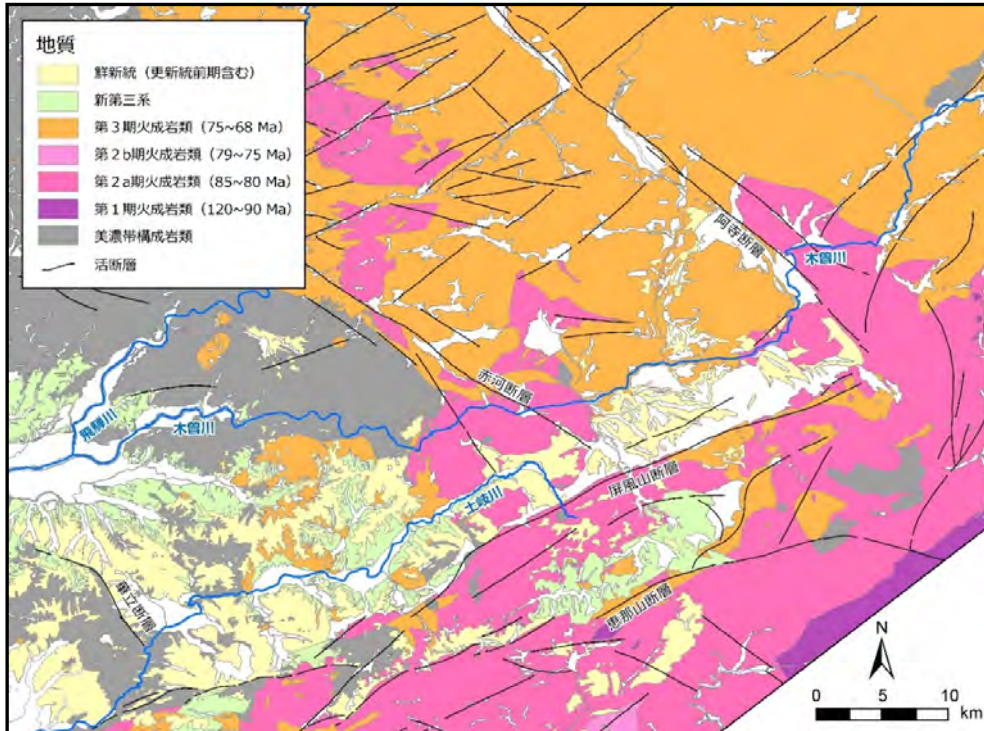 地質
鮮新統（更新統前期含む）
新第三系
第3期火成岩類（75~68 Ma）
第2b期火成岩類（79~75 Ma）
第2a期火成岩類（85~80 Ma）
第1期火成岩類（120~90 Ma）
美濃帯構成岩類
活断層
阿寺断層
木曽川
赤河断層
飛騨川
木曽川
屏風山断層
土岐川
華立断層
恵那山断層
N
0 5 10
km